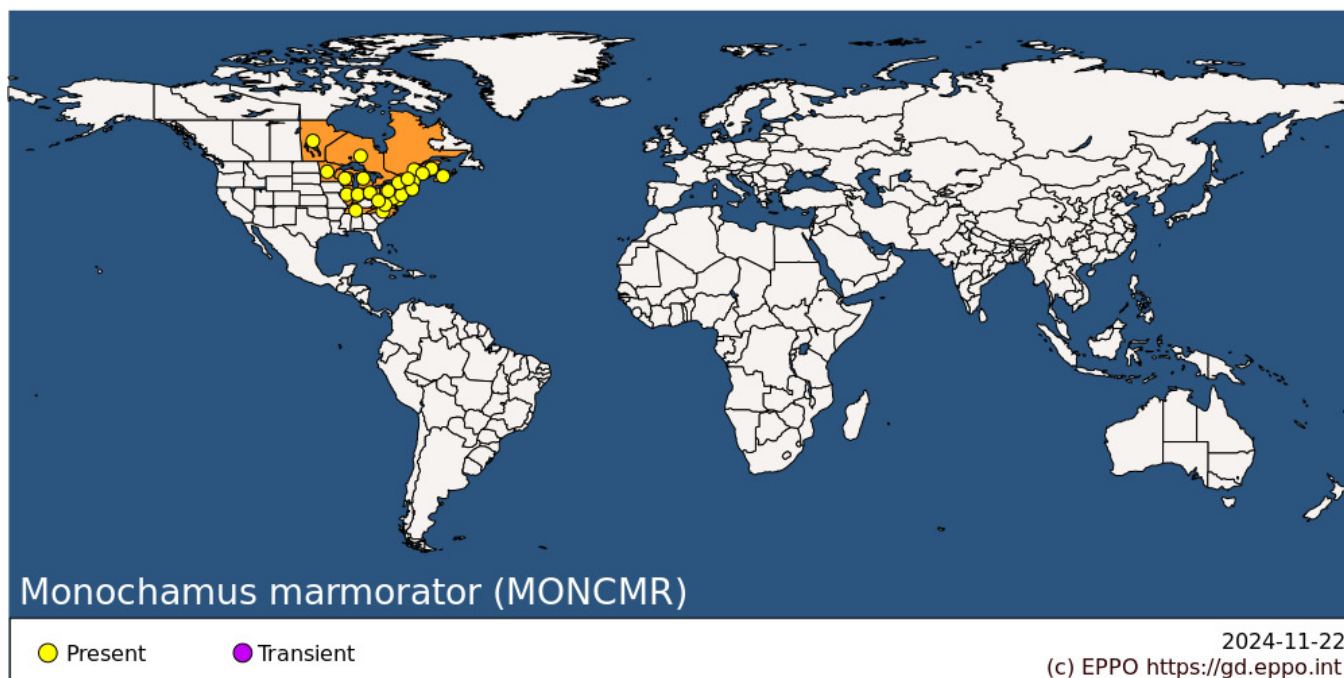 Monochamus marmorator (MONCMR)
Present
Transient
2024-11-22
(c) EPPO https://gd.eppo.int